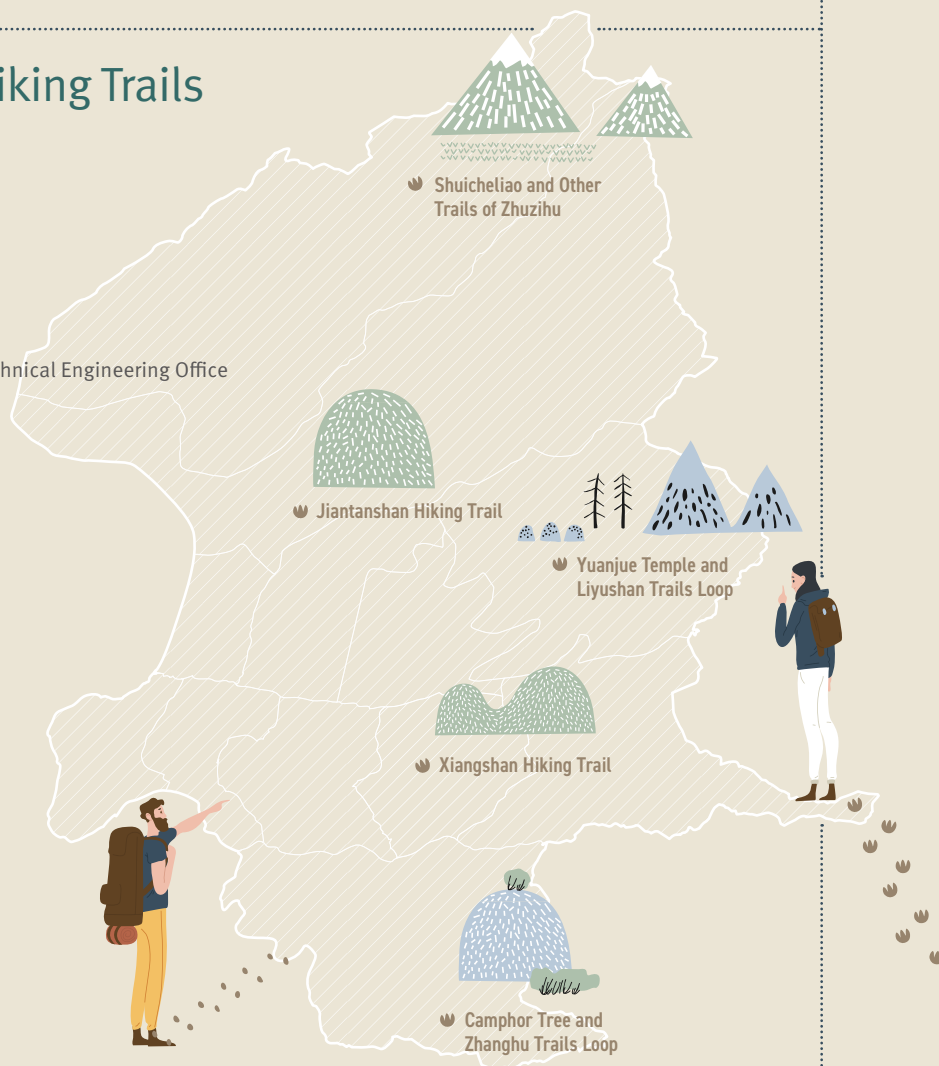 iking Trails
Shuicheliao and Other
Trails of Zhuzihu
hnical Engineering Office
Jiantanshan Hiking Trail
Yuanjue Temple and
Liyushan Trails Loop
Xiangshan Hiking Trail
Camphor Tree and
Zhanghu Trails Loop